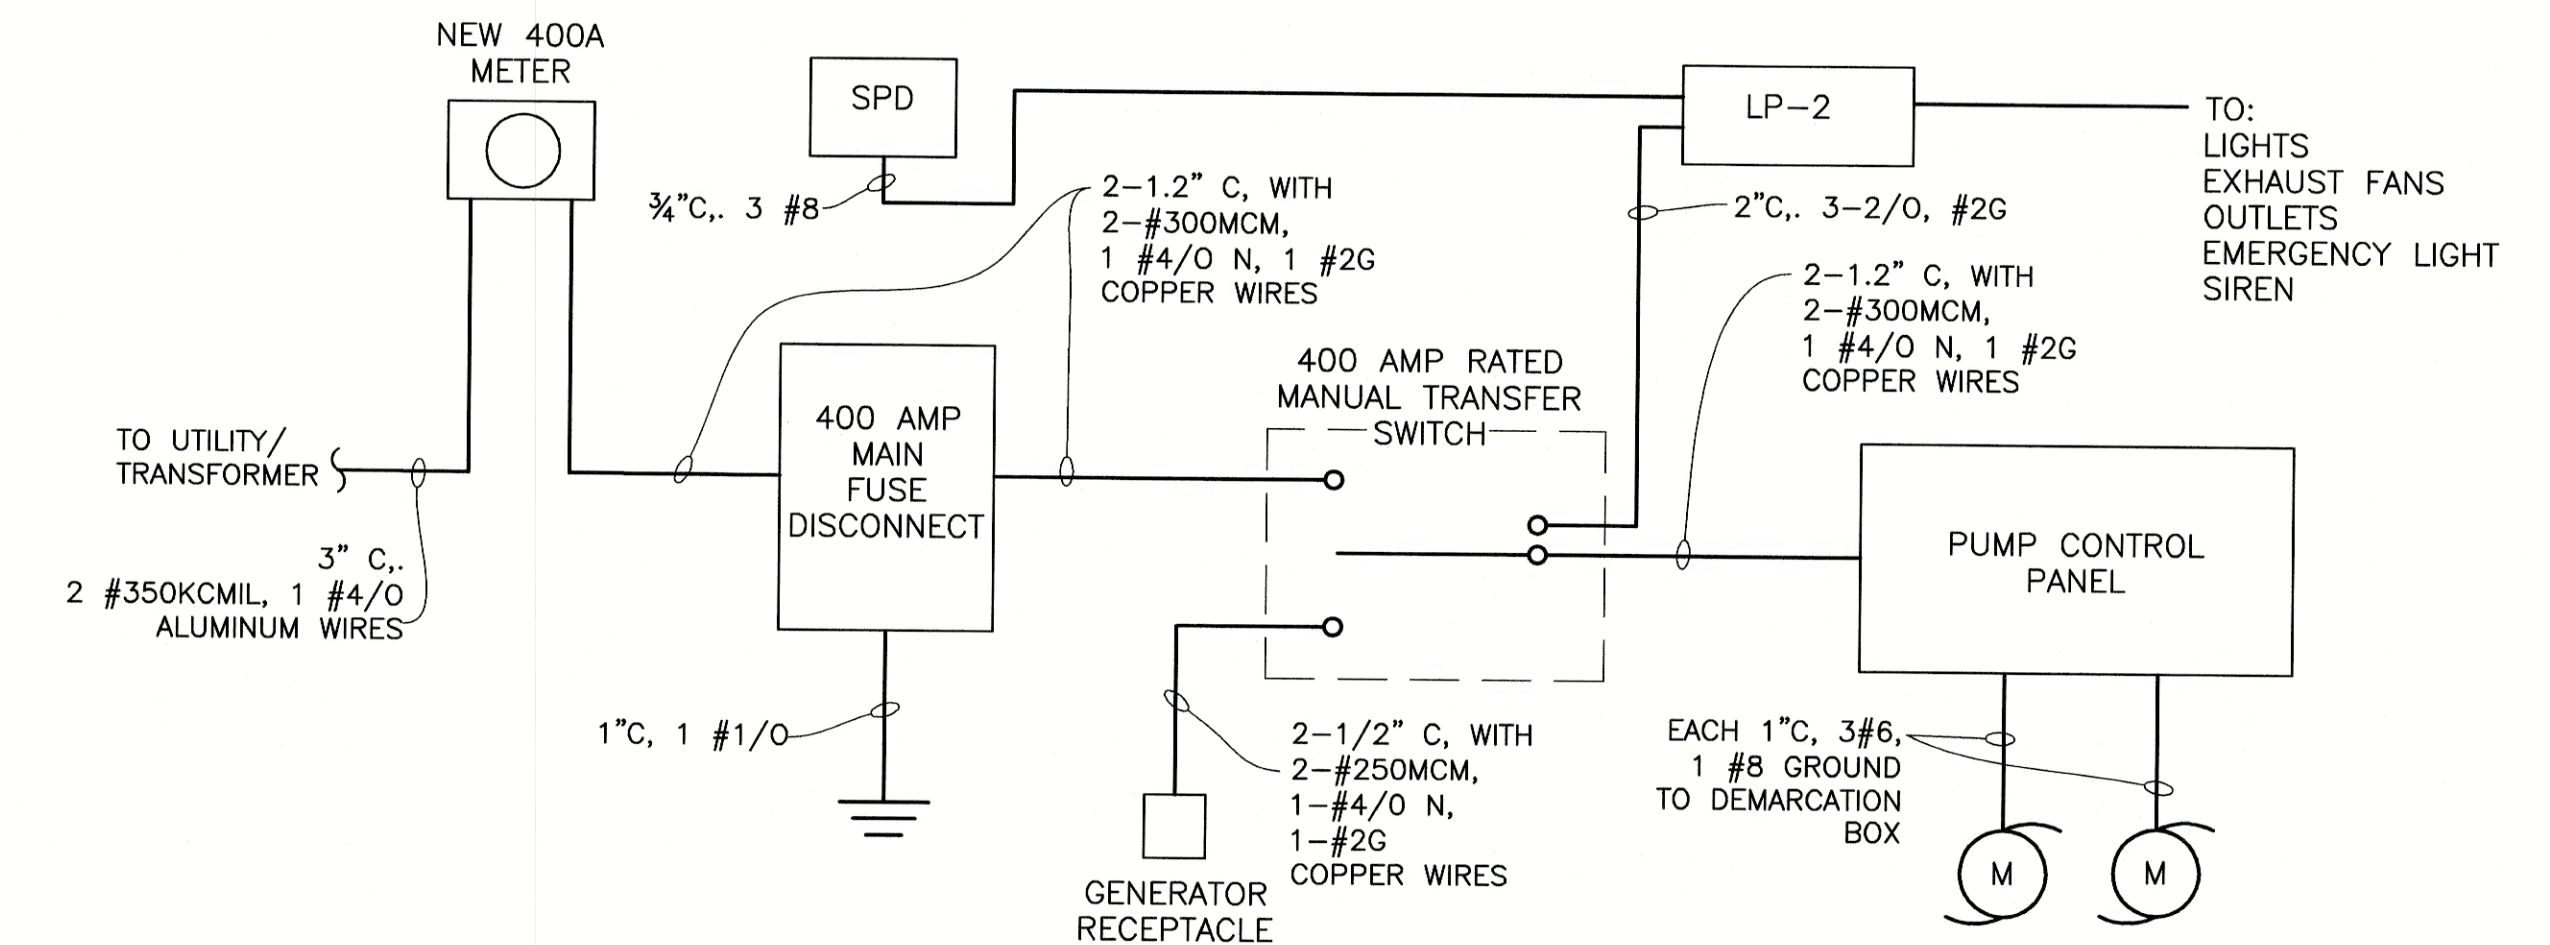 NEW 400A
METER
SPD
¾"C,. 3 #8
2-1.2" C, WITH
2-#300MCM,
1 #4/0 N, 1 #2G
COPPER WIRES
LP-2
TO:
LIGHTS
EXHAUST FANS
OUTLETS
EMERGENCY LIGHT
SIREN
2"C,. 3-2/0, #2G
2-1.2" C, WITH
2-#300MCM,
1 #4/0 N, 1 #2G
COPPER WIRES
TO UTILITY/
TRANSFORMER
3" C,.
2 #350KCMIL, 1 #4/0
ALUMINUM WIRES
400 AMP
MAIN
FUSE
DISCONNECT
1"C, 1 #1/0
400 AMP RATED
MANUAL TRANSFER
SWITCH
GENERATOR
RECEPTACLE
2-1/2" C, WITH
2-#250MCM,
1-#4/0 N,
1-#2G
COPPER WIRES
PUMP CONTROL
PANEL
EACH 1"C, 3#6,
1 #8 GROUND
TO DEMARCATION
BOX
M
M